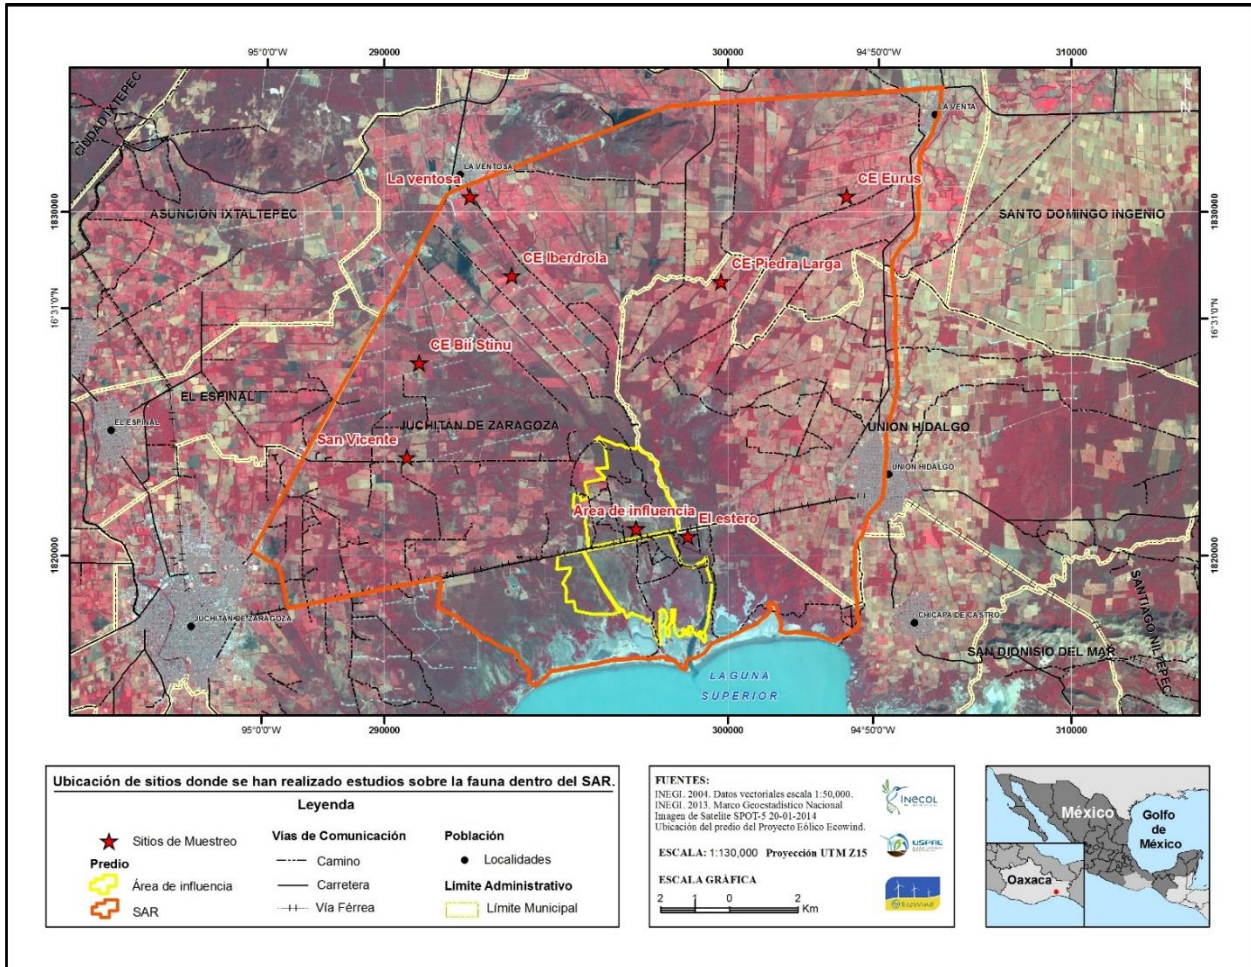 95°0'0"W 290000 300000 94°50'0"W 310000
CIUDAD IXTEPEC
LA VENTA
LA VENTOSA
La ventosa
CE Eurus
1830000
1830000
ASUNCIÓN IXTALTEPEC
SANTO DOMINGO INGENIO
CE Iberdrola
CE Piedra Larga
16°31'0"N
16°31'0"N
CE Bií Stinu
EL ESPINAL
EL ESPINAL
JUCHITÁN DE ZARAGOZA
UNIÓN HIDALGO
San Vicente
UNIÓN HIDALGO
Área de influencia
El estero
1820000
1820000
SANTIAGO NILTEPEC
JUCHITÁN DE ZARAGOZA
CHICAPA DE CASTRO
SAN DIONISIO DEL MAR
LAGUNA
SUPERIOR
95°0'0"W 290000 300000 94°50'0"W 310000
Ubicación de sitios donde se han realizado estudios sobre la fauna dentro del SAR.
Leyenda
Sitios de Muestreo
Predio
Área de influencia
SAR
Vías de Comunicación
Camino
Carretera
Vía Férrea
Población
Localidades
Límite Administrativo
Límite Municipal
FUENTES:
INEGI. 2004. Datos vectoriales escala 1:50,000.
INEGI. 2013. Marco Geoestadístico Nacional
Imagen de Satelite SPOT-5 20-01-2014
Ubicación del predio del Proyecto Eólico Ecowind.
ESCALA: 1:130,000 Proyección UTM Z15
ESCALA GRÁFICA
2 1 0 2
Km
INECOL
USPAE
EcoWind
México
Golfo
de
México
Oaxaca